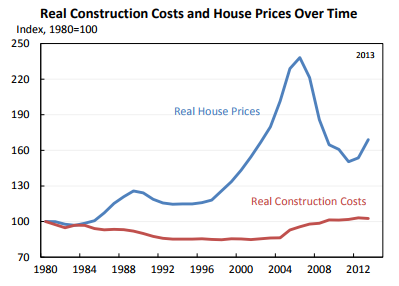 Real Construction Costs and House Prices Over Time
Index, 1980=100
250
2013
220
Real House Prices
190
160
130
Real Construction Costs
100
70
1980 1984 1988 1992 1996 2000 2004 2008 2012